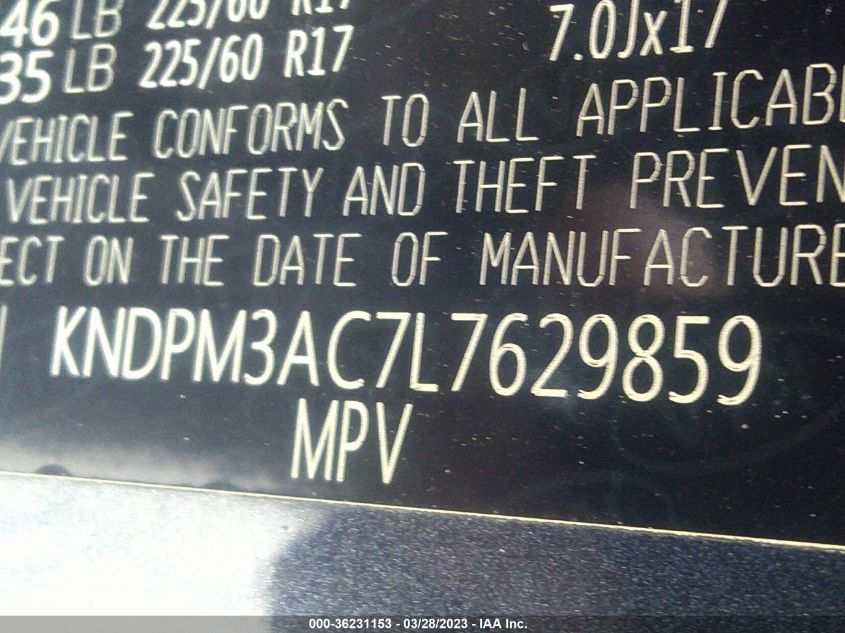 46 LB 225/60 R17 7.0Jx17
35 LB 225/60 R17
VEHICLE CONFORMS TO ALL APPLICABL
VEHICLE SAFETY AND THEFT PREVEN
ECT ON THE DATE OF MANUFACTURE
KNDPM3AC7L7629859
MPV
000-36231153 - 03/28/2023 - IAA Inc.